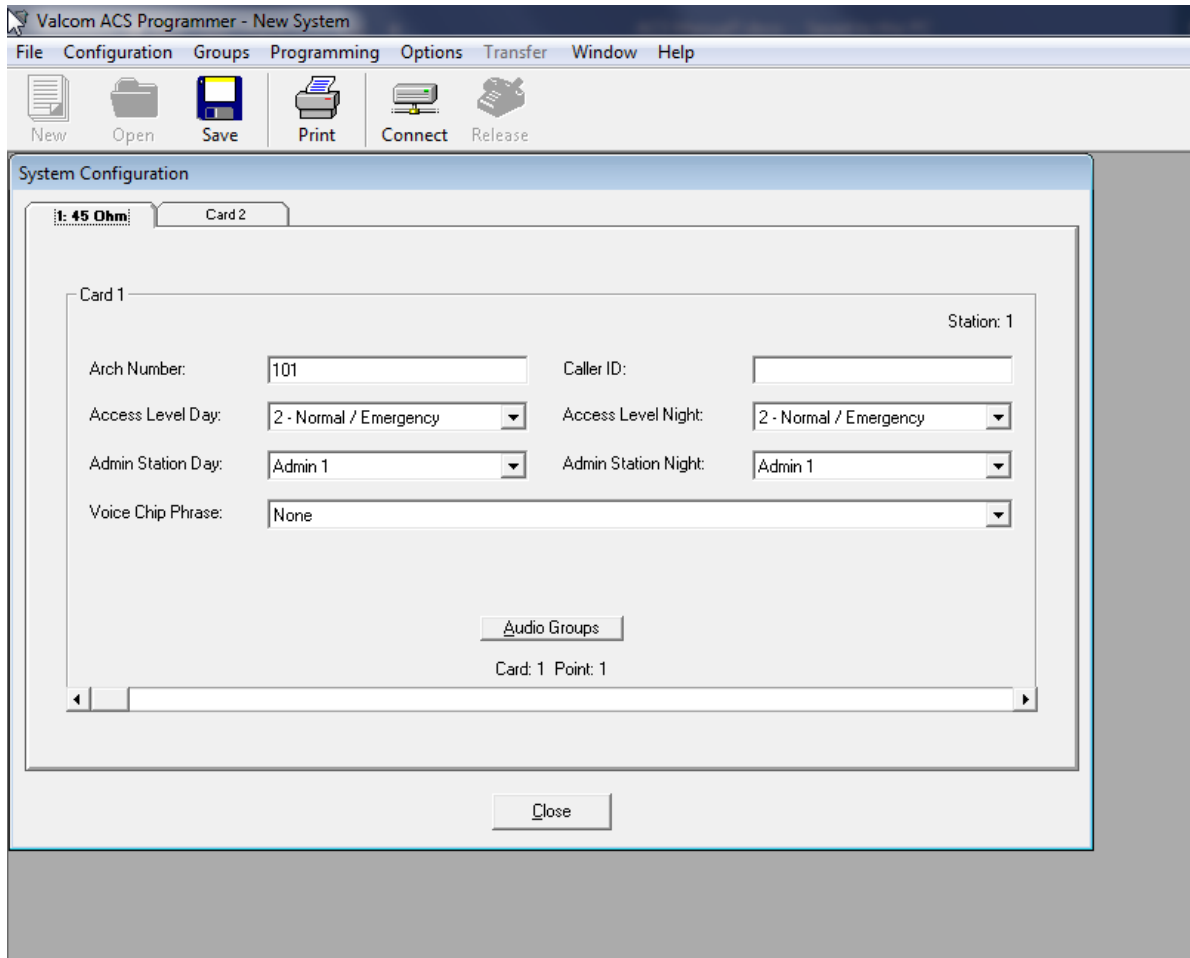 Valcom ACS Programmer - New System
File Configuration Groups Programming Options Transfer Window Help
New Open Save Print Connect Release
System Configuration
1: 45 Ohm Card 2
Card 1
Station: 1
Arch Number: 101 Caller ID:
Access Level Day: 2 - Normal / Emergency Access Level Night: 2 - Normal / Emergency
Admin Station Day: Admin 1 Admin Station Night: Admin 1
Voice Chip Phrase: None
Audio Groups
Card: 1 Point: 1
Close